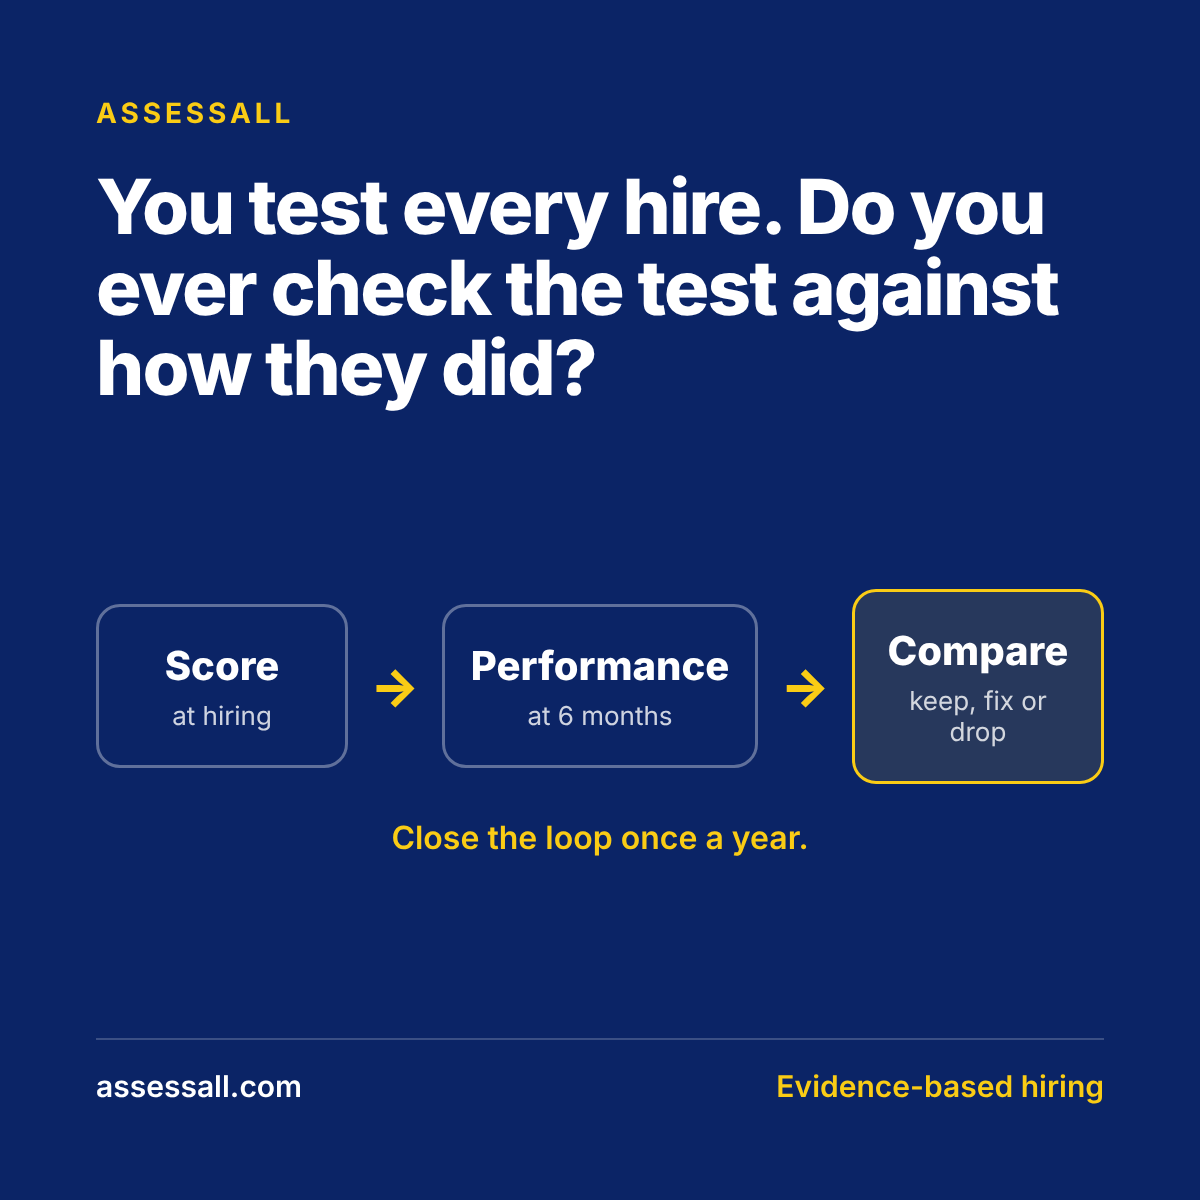 ASSESSALL
You test every hire. Do you
ever check the test against
how they did?
Score
at hiring
→
Performance
at 6 months
→
Compare
keep, fix or
drop
Close the loop once a year.
assessall.com
Evidence-based hiring